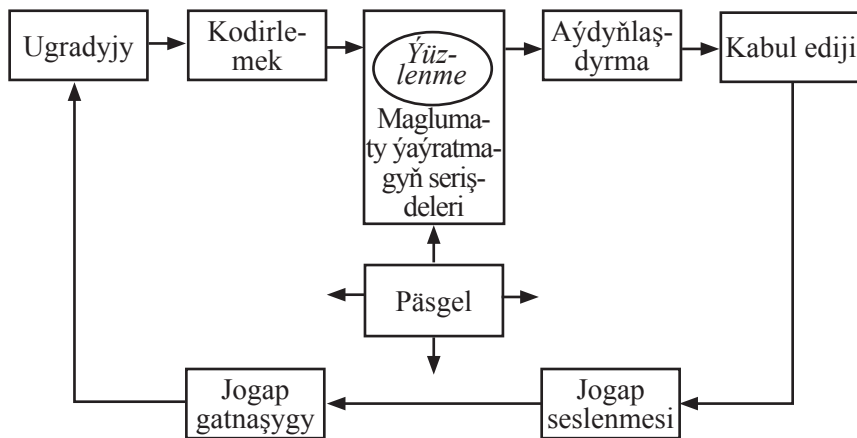 Ugradyjy
Kodirle-
mek
Ýüz-
lenme
Magluma-
ty ýaýratma-
gyň seriş-
deleri
Aýdyňlaş-
dyrma
Kabul ediji
Päsgel
Jogap
gatnaşygy
Jogap
seslenmesi